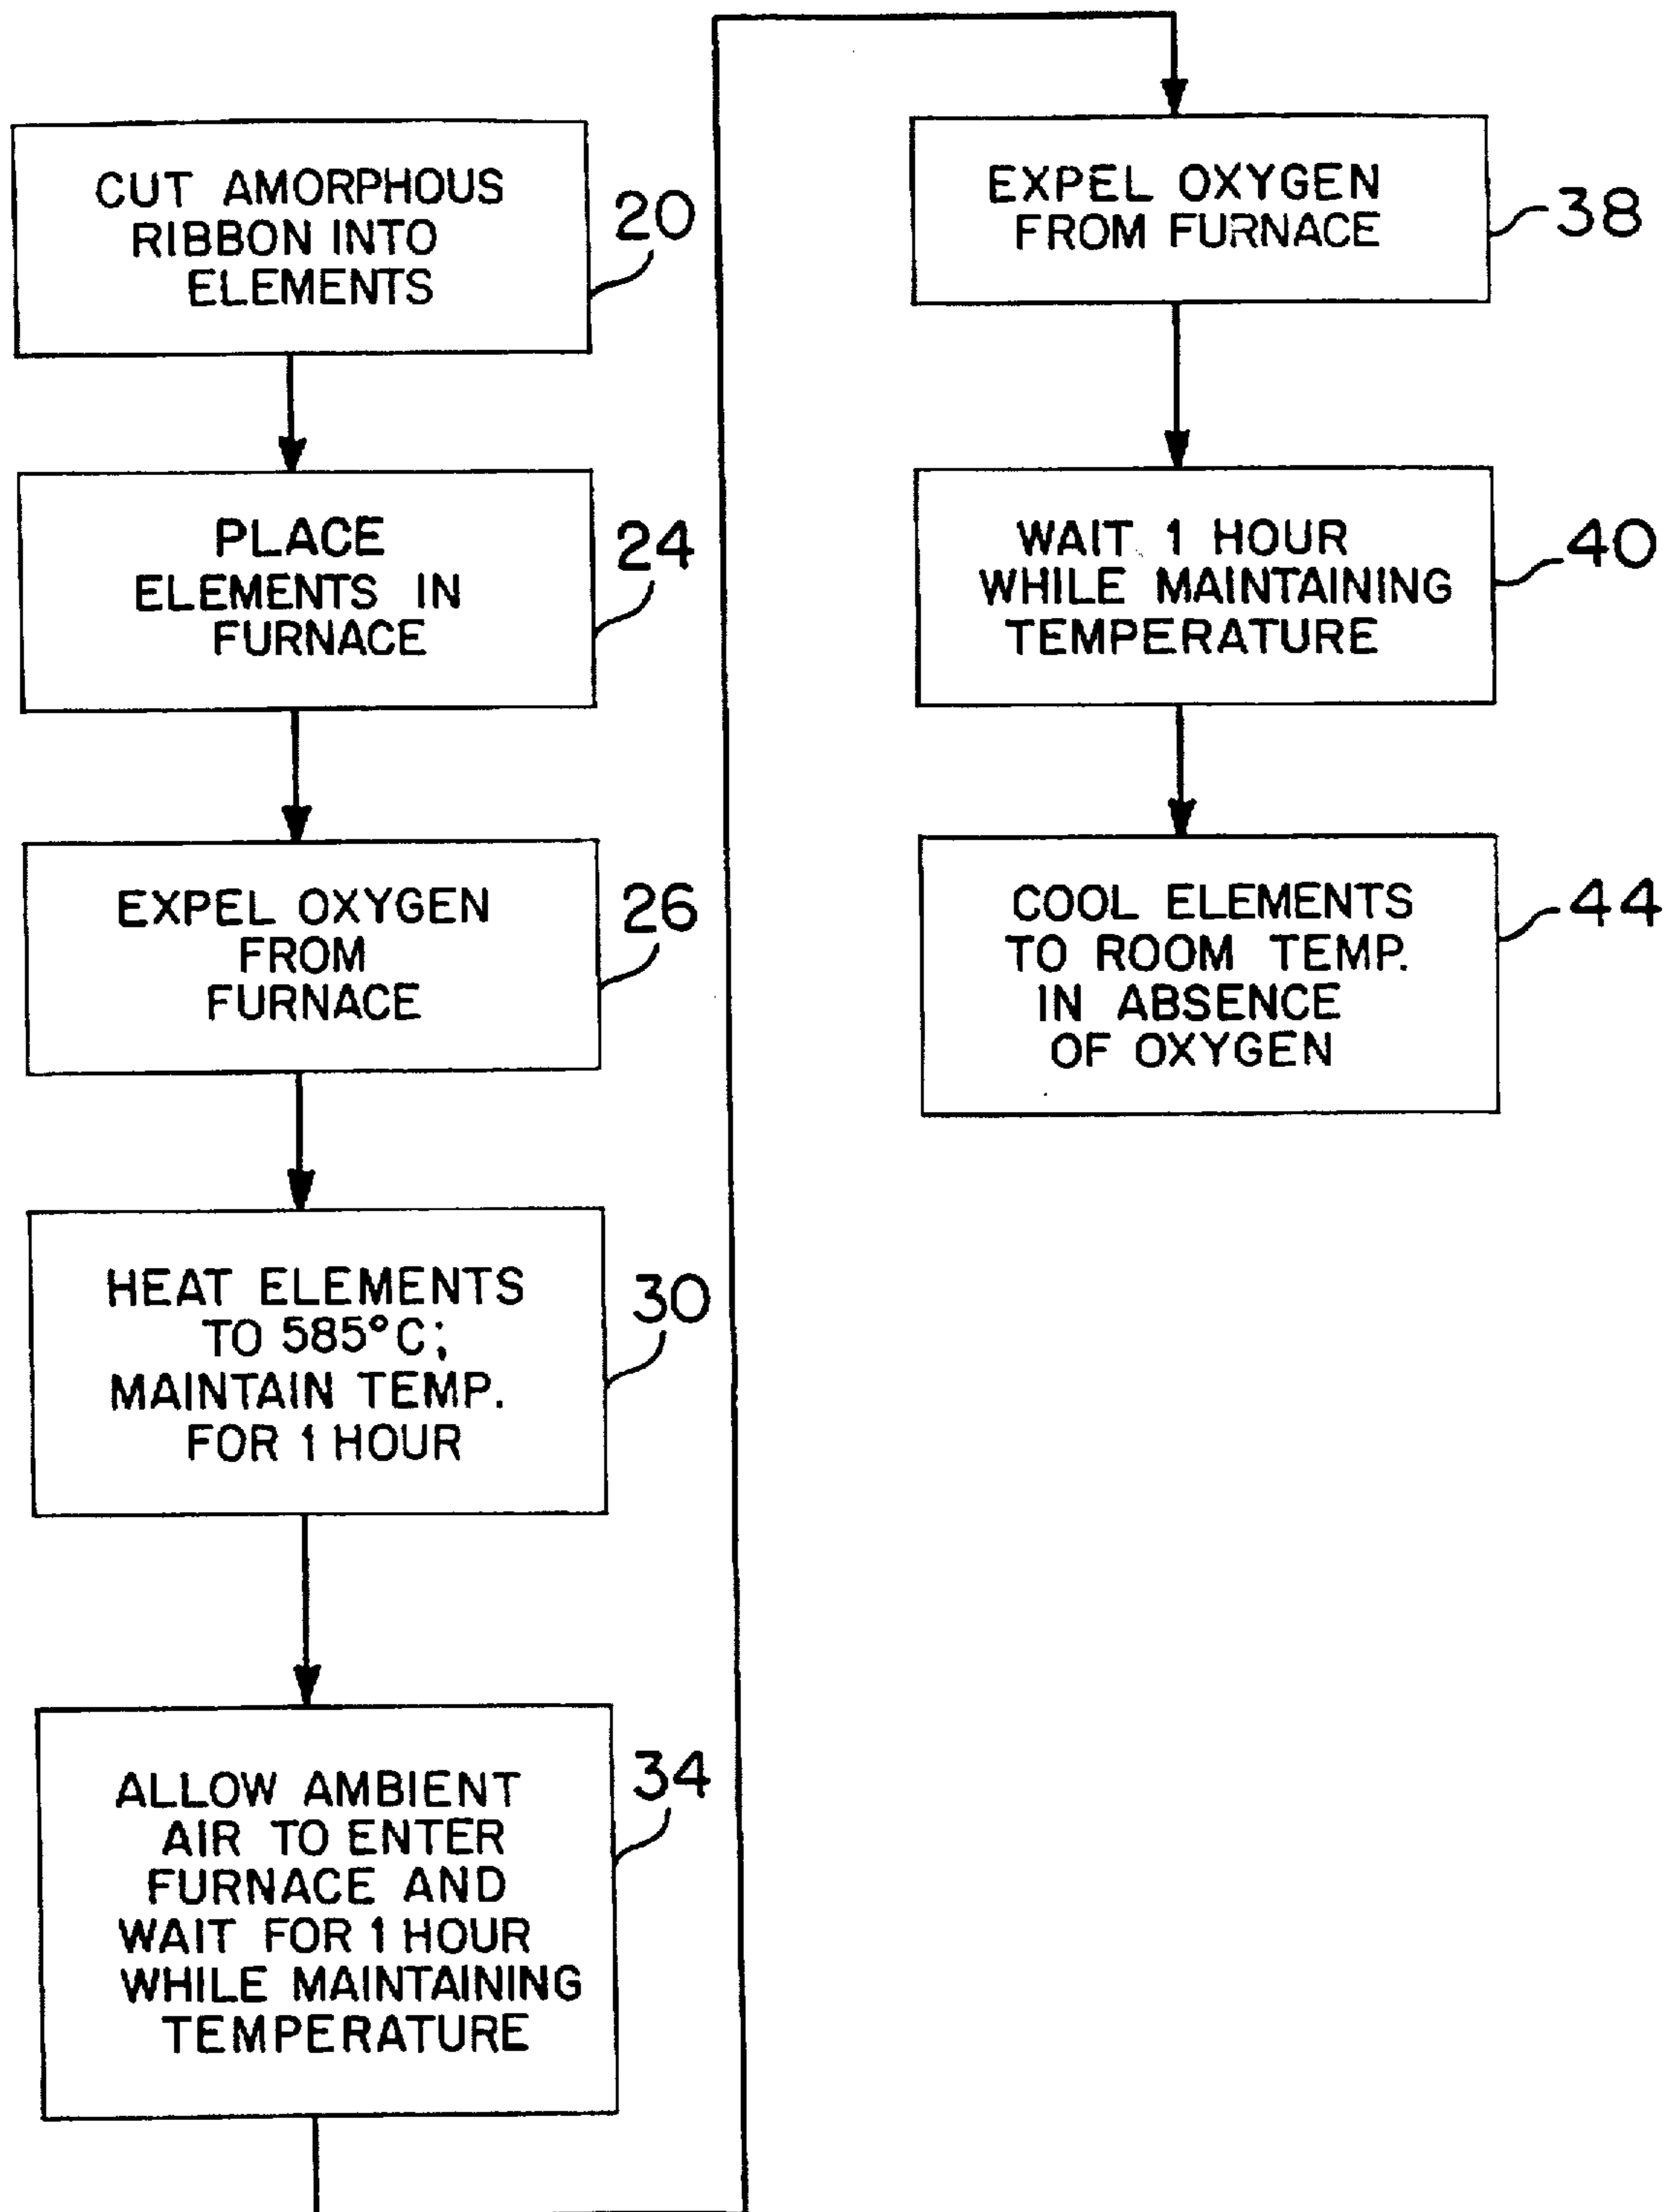 CUT AMORPHOUS
RIBBON INTO
ELEMENTS
20
PLACE
ELEMENTS IN
FURNACE
24
EXPEL OXYGEN
FROM
FURNACE
26
HEAT ELEMENTS
TO 585°C;
MAINTAIN TEMP.
FOR 1 HOUR
30
ALLOW AMBIENT
AIR TO ENTER
FURNACE AND
WAIT FOR 1 HOUR
WHILE MAINTAINING
TEMPERATURE
34
EXPEL OXYGEN
FROM FURNACE
38
WAIT 1 HOUR
WHILE MAINTAINING
TEMPERATURE
40
COOL ELEMENTS
TO ROOM TEMP.
IN ABSENCE
OF OXYGEN
44